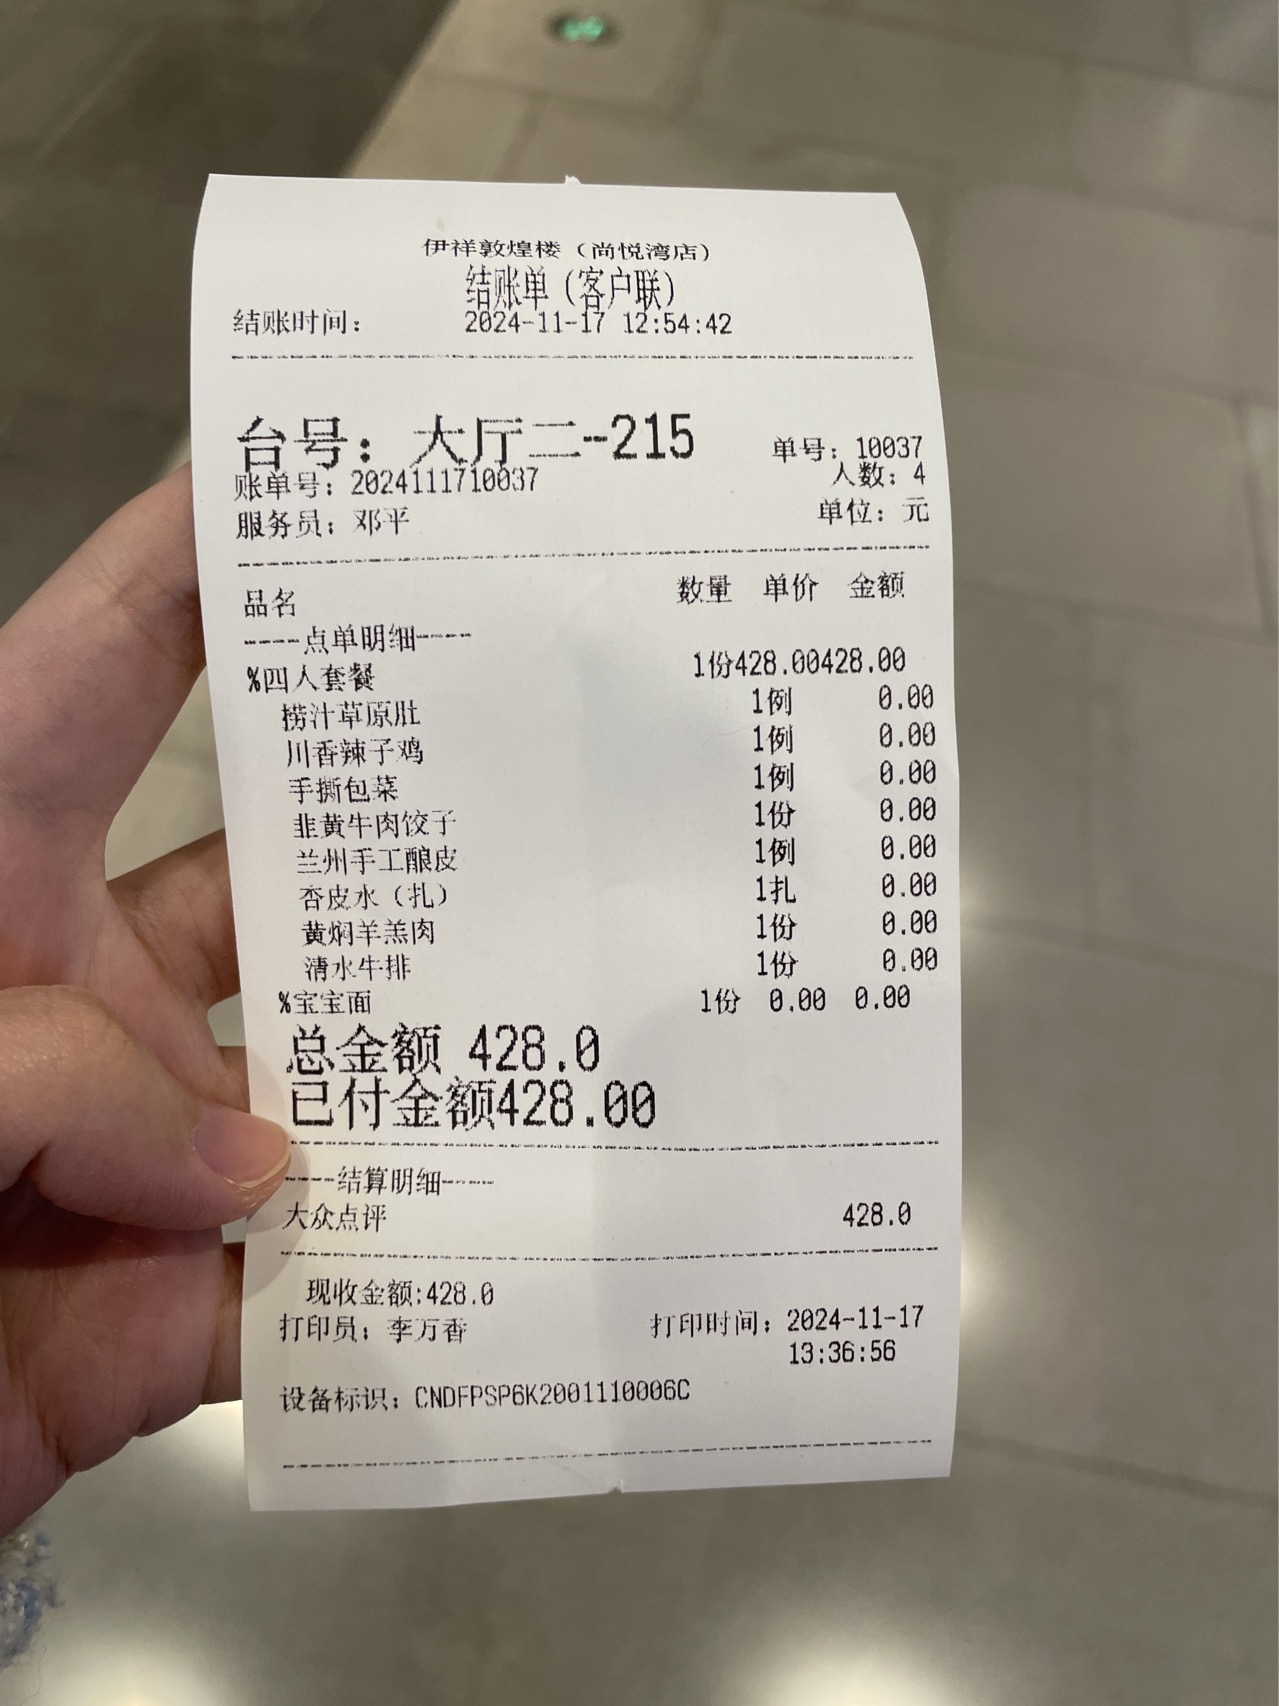 伊祥敦煌楼（尚悦湾店）
结账单（客户联）
结账时间： 2024-11-17 12:54:42
台号：大厅二-215 单号：10037
账单号：2024111710037 人数：4
服务员：邓平 单位：元
品名 数量 单价 金额
----点单明细----
%四人套餐 1份428.00428.00
捞汁草原肚 1例 0.00
川香辣子鸡 1例 0.00
手撕包菜 1例 0.00
韭黄牛肉饺子 1份 0.00
兰州手工酿皮 1例 0.00
杏皮水（扎） 1扎 0.00
黄焖羊羔肉 1份 0.00
清水牛排 1份 0.00
%宝宝面 1份 0.00 0.00
总金额 428.0
已付金额428.00
----结算明细----
大众点评 428.0
现收金额:428.0
打印员：李万香 打印时间：2024-11-17
13:36:56
设备标识：CNDFPSP6K2001110006C